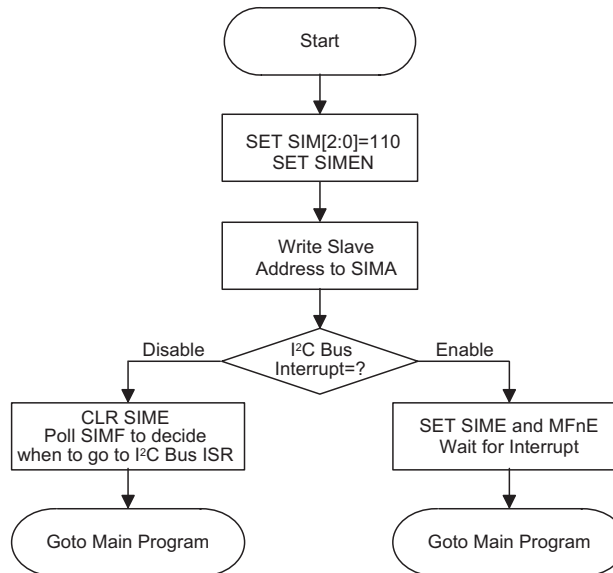 Start
SET SIM[2:0]=110
SET SIMEN
Write Slave
Address to SIMA
I²C Bus
Interrupt=?
Disable
Enable
CLR SIME
Poll SIMF to decide
when to go to I²C Bus ISR
SET SIME and MFnE
Wait for Interrupt
Goto Main Program
Goto Main Program